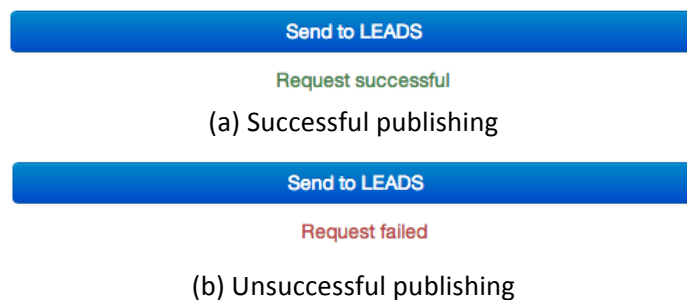 Send to LEADS
Request successful
(a) Successful publishing
Send to LEADS
Request failed
(b) Unsuccessful publishing